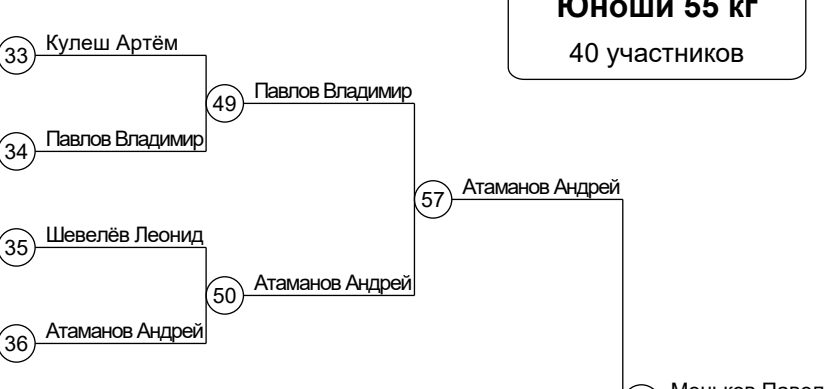 Юноши 55 кг
40 участников
33 Кулеш Артём
49 Павлов Владимир
34 Павлов Владимир
57 Атаманов Андрей
35 Шевелёв Леонид
50 Атаманов Андрей
36 Атаманов Андрей
Павел